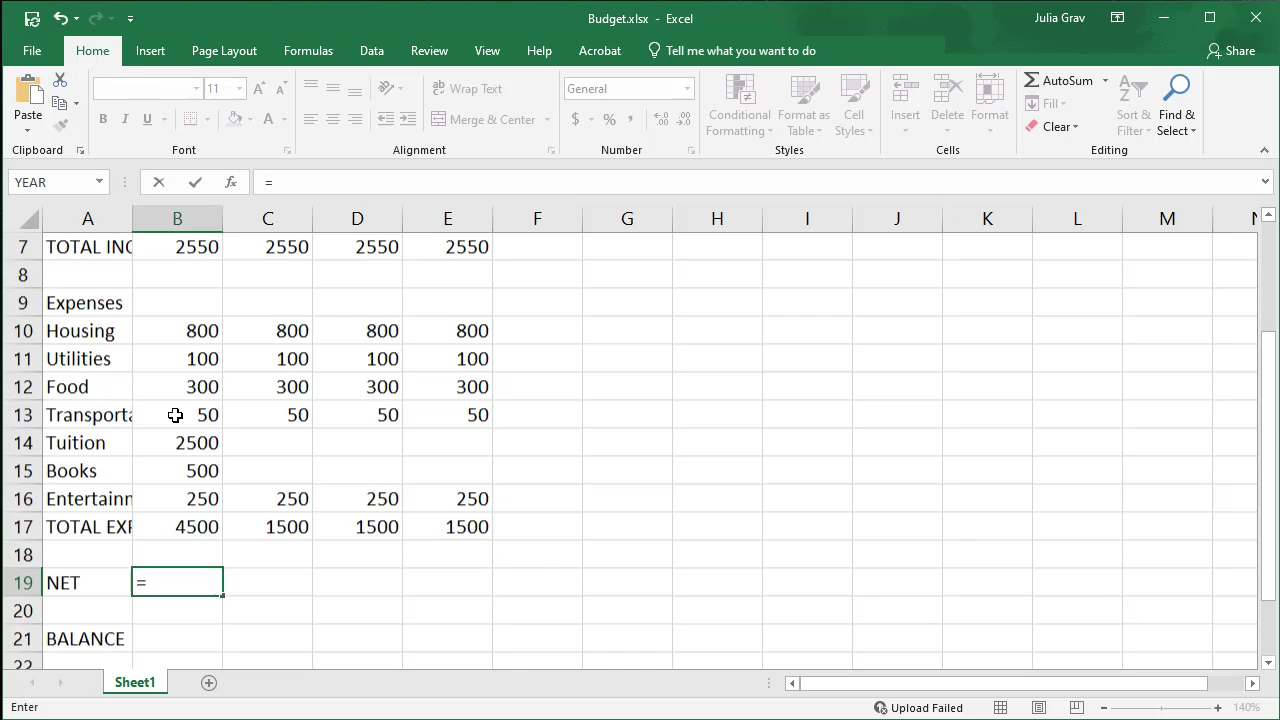 Budget.xlsx - Excel
Julia Grav
File Home Insert Page Layout Formulas Data Review View Help Acrobat Tell me what you want to do Share
Paste
Clipboard
11
B I U A A A
Font
ab Wrap Text
Merge & Center
Alignment
General
$ % ,
Number
Conditional Formatting
Format as Table
Cell Styles
Styles
Insert Delete Format
Cells
Σ AutoSum
Fill
Clear
Sort & Filter
Find & Select
Editing
YEAR fx =
A B C D E F G H I J K L M N
7 TOTAL INC 2550 2550 2550 2550
8
9 Expenses
10 Housing 800 800 800 800
11 Utilities 100 100 100 100
12 Food 300 300 300 300
13 Transporta 50 50 50 50
14 Tuition 2500
15 Books 500
16 Entertainn 250 250 250 250
17 TOTAL EXP 4500 1500 1500 1500
18
19 NET =
20
21 BALANCE
22
Sheet1
Enter Upload Failed 140%